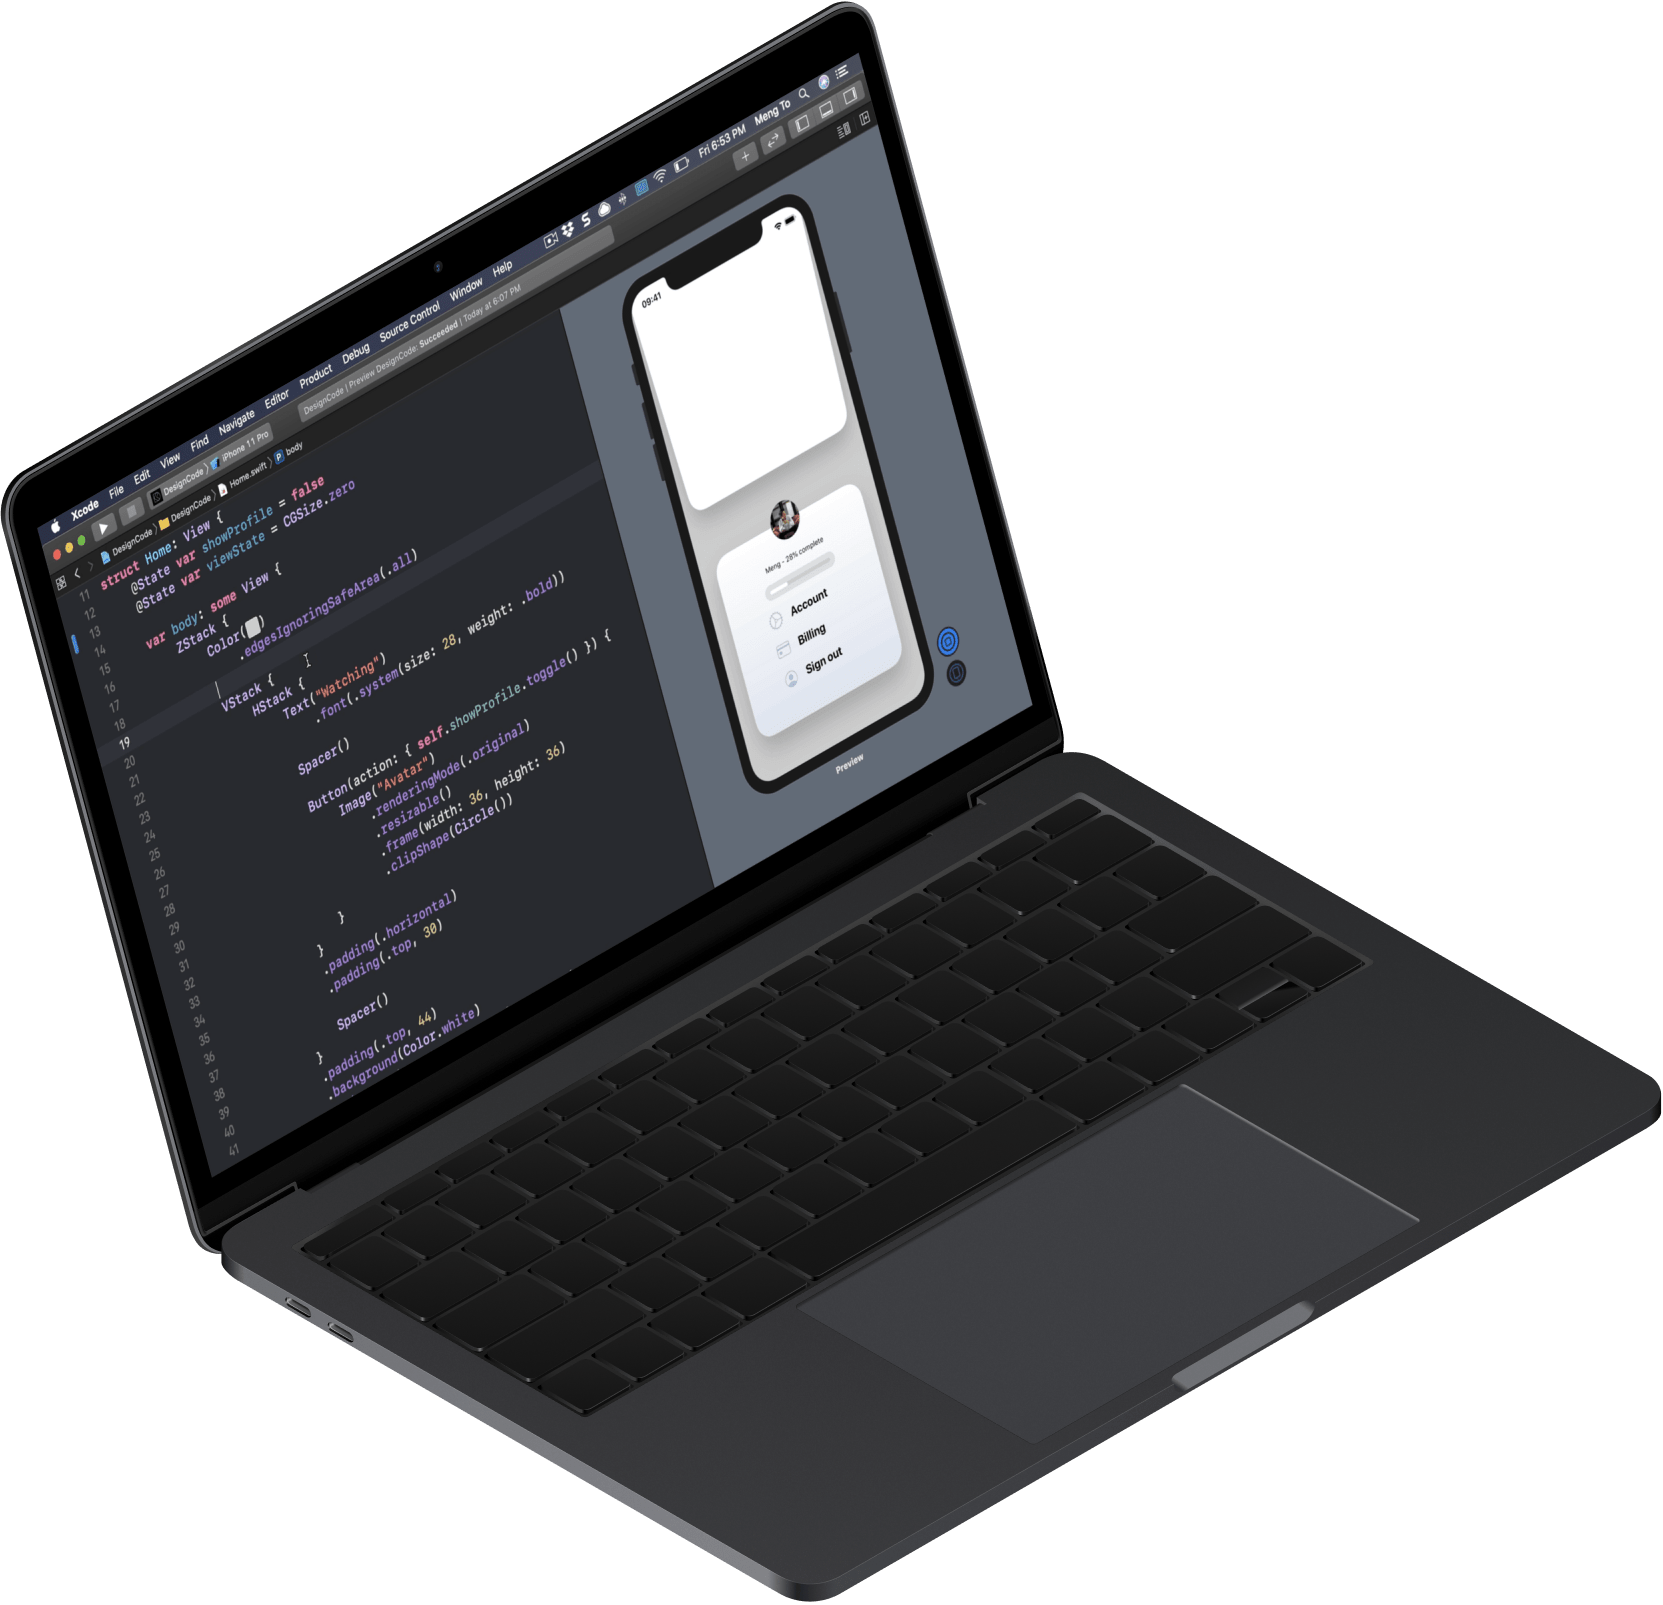 Xcode File Edit View Find Navigate Editor Product Debug Source Control Window Help S Fri 6:53 PM Meng To
DesignCode › iPhone 11 Pro
DesignCode | Preview DesignCode: Succeeded | Today at 6:07 PM
DesignCode › DesignCode › Home.swift › P body
11 struct Home: View {
12 @State var showProfile = false
13 @State var viewState = CGSize.zero
14
15 var body: some View {
16 ZStack {
17 Color( )
18 .edgesIgnoringSafeArea(.all)
19
20 VStack {
21 HStack {
22 Text("Watching")
23 .font(.system(size: 28, weight: .bold))
24
25 Spacer()
26
27 Button(action: { self.showProfile.toggle() }) {
28 Image("Avatar")
29 .renderingMode(.original)
30 .resizable()
31 .frame(width: 36, height: 36)
32 .clipShape(Circle())
33 }
34 }
35 .padding(.horizontal)
36 .padding(.top, 30)
37
38 Spacer()
39 }
40 .padding(.top, 44)
41 .background(Color.white)
09:41
Meng - 28% complete
Account
Billing
Sign out
Preview